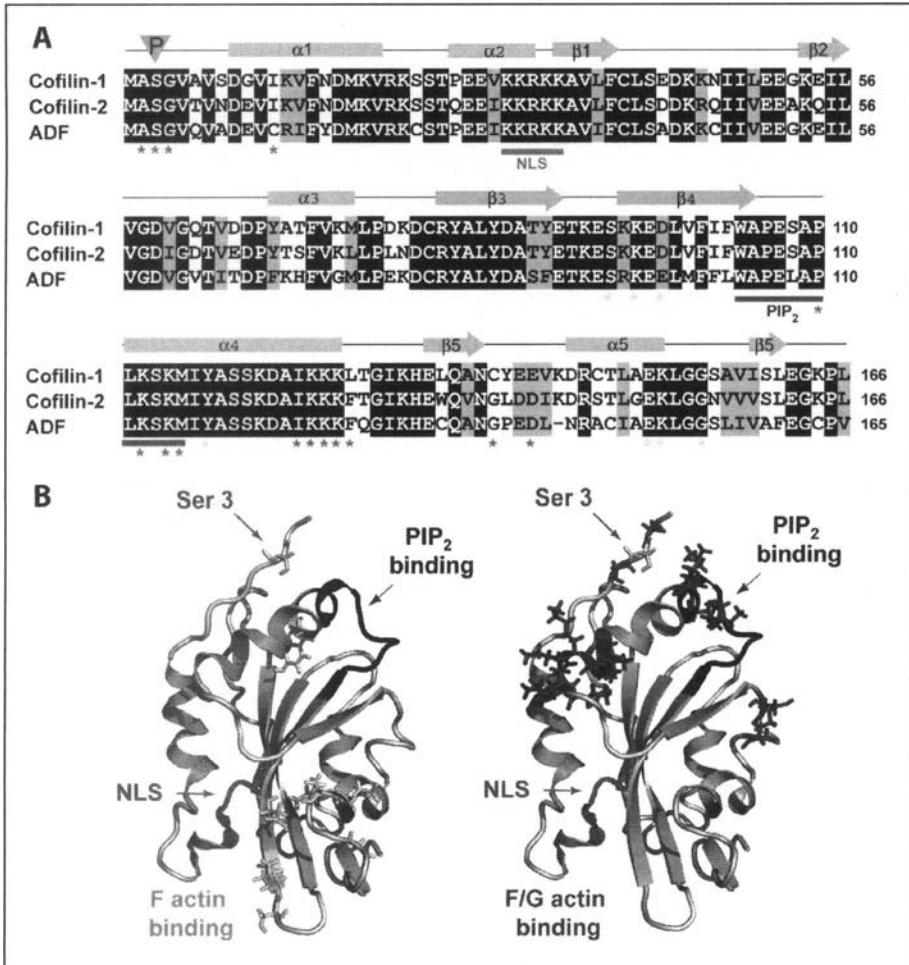 A
P α1 α2 β1 β2
Cofilin-1 MASGVAVSDGVIKVFNDMKVRKSSTPEEVKKRKKAVLFCLSEDKKNIILEEGKEIL 56
Cofilin-2 MASGVTVNDEVIKVFNDMKVRKSSTQEEIKKRKKAVLFCLSDDKRQIIVEEAKQIL 56
ADF MASGVQVADEVCRIFYDMKVRKCSTPEEIKKRKKAVIFCLSADKKCIIVEEGKEIL 56
* * * *
NLS
α3 β3 β4
Cofilin-1 VGDVGQTVDDPYATFVKMLPDKDCRYALYDATYETKESKKEDLVFIFWAPESAP 110
Cofilin-2 VGDIGDTVEDPYTSFVKMLPLNDCRYALYDATYETKESKKEDLVFIFWAPESAP 110
ADF VGDVGVTITDPFKHFVGMLPEKDCRYALYDASFETKESRKEELMFFLWAPELAP 110
* * *
PIP2 *
α4 β5 α5 β5
Cofilin-1 LKSKMIYASSKDAIKKKLTGIKHELQANCYEEVKDRCTLAEKLGGSAVISLEGKPL 166
Cofilin-2 LKSKMIYASSKDAIKKKFTGIKHEWQVNGLDDIKDRSTLGEKLGGNVVVSLEGKPL 166
ADF LKSKMIYASSKDAIKKKFQGIKHECQANGPEDL-NRACIAEKLGGSLIVAFEGCPV 165
* * * * * * * * * * * * * *
B
Ser 3
PIP2
binding
NLS
F actin
binding
Ser 3
PIP2
binding
NLS
F/G actin
binding